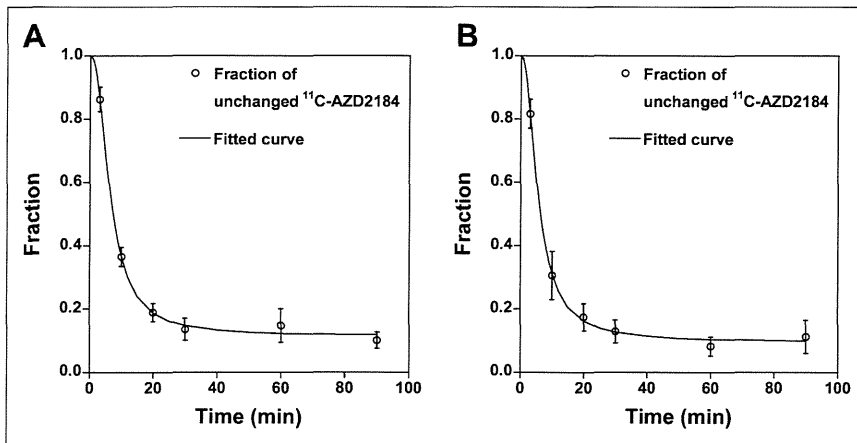 A
1.0
0.8
0.6
0.4
0.2
0.0
0
20
40
60
80
100
Fraction
Time (min)
Fraction of
unchanged ¹¹C-AZD2184
Fitted curve
B
1.0
0.8
0.6
0.4
0.2
0.0
0
20
40
60
80
100
Fraction
Time (min)
Fraction of
unchanged ¹¹C-AZD2184
Fitted curve